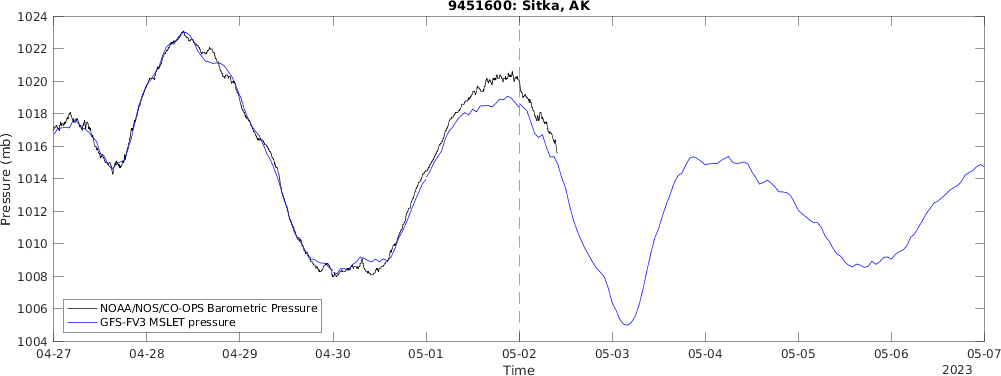 9451600: Sitka, AK
Pressure (mb)
1024
1022
1020
1018
1016
1014
1012
1010
1008
1006
1004
NOAA/NOS/CO-OPS Barometric Pressure
GFS-FV3 MSLET pressure
04-27 04-28 04-29 04-30 05-01 05-02 05-03 05-04 05-05 05-06 05-07
Time
2023